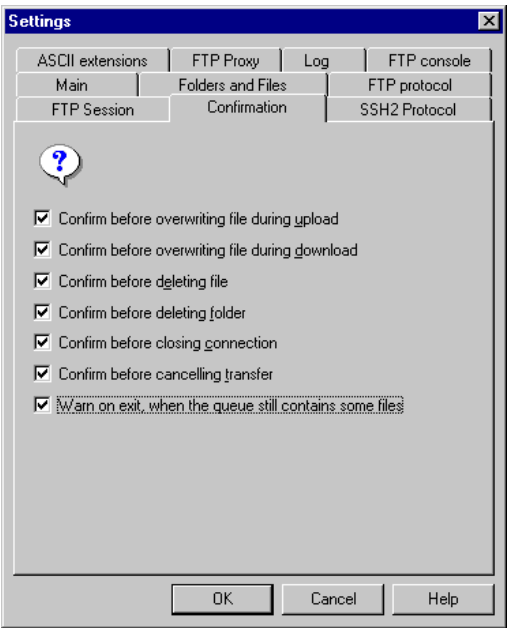 Settings
ASCII extensions FTP Proxy Log FTP console
Main Folders and Files FTP protocol
FTP Session Confirmation SSH2 Protocol
?
Confirm before overwriting file during upload
Confirm before overwriting file during download
Confirm before deleting file
Confirm before deleting folder
Confirm before closing connection
Confirm before cancelling transfer
Warn on exit, when the queue still contains some files
OK Cancel Help